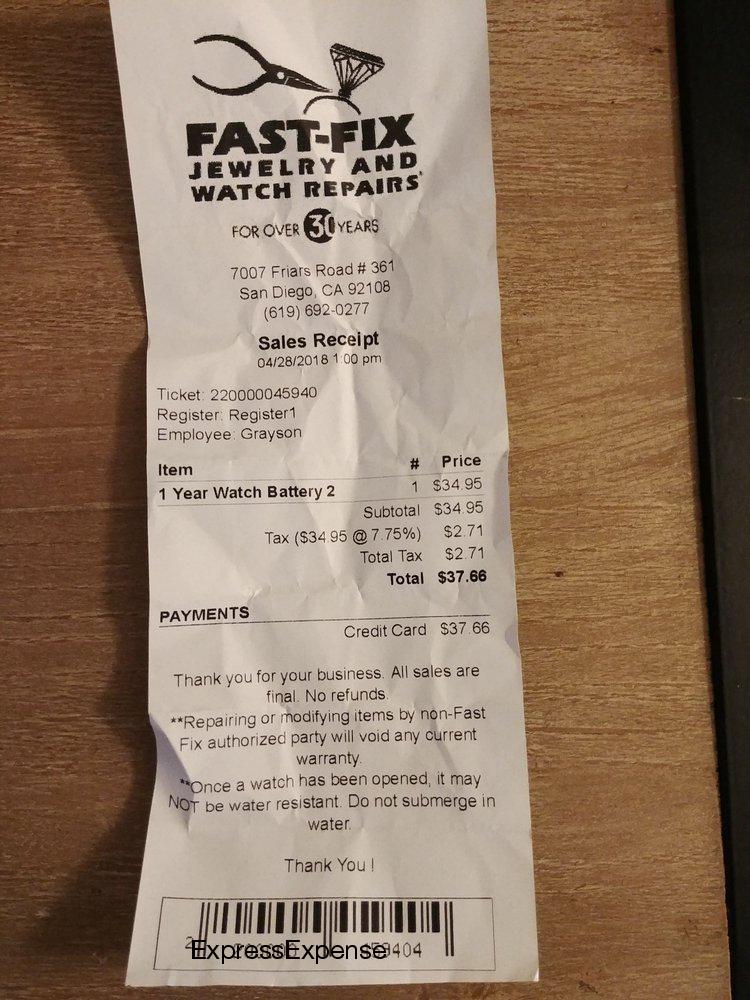 FAST-FIX
JEWELRY AND
WATCH REPAIRS
FOR OVER 30 YEARS
7007 Friars Road # 361
San Diego, CA 92108
(619) 692-0277
Sales Receipt
04/28/2018 1:00 pm
Ticket: 220000045940
Register: Register1
Employee: Grayson
Item # Price
1 Year Watch Battery 2 1 $34.95
Subtotal $34.95
Tax ($34.95 @ 7.75%) $2.71
Total Tax $2.71
Total $37.66
PAYMENTS
Credit Card $37.66
Thank you for your business. All sales are
final. No refunds.
**Repairing or modifying items by non-Fast
Fix authorized party will void any current
warranty.
**Once a watch has been opened, it may
NOT be water resistant. Do not submerge in
water.
Thank You !
ExpressExpense